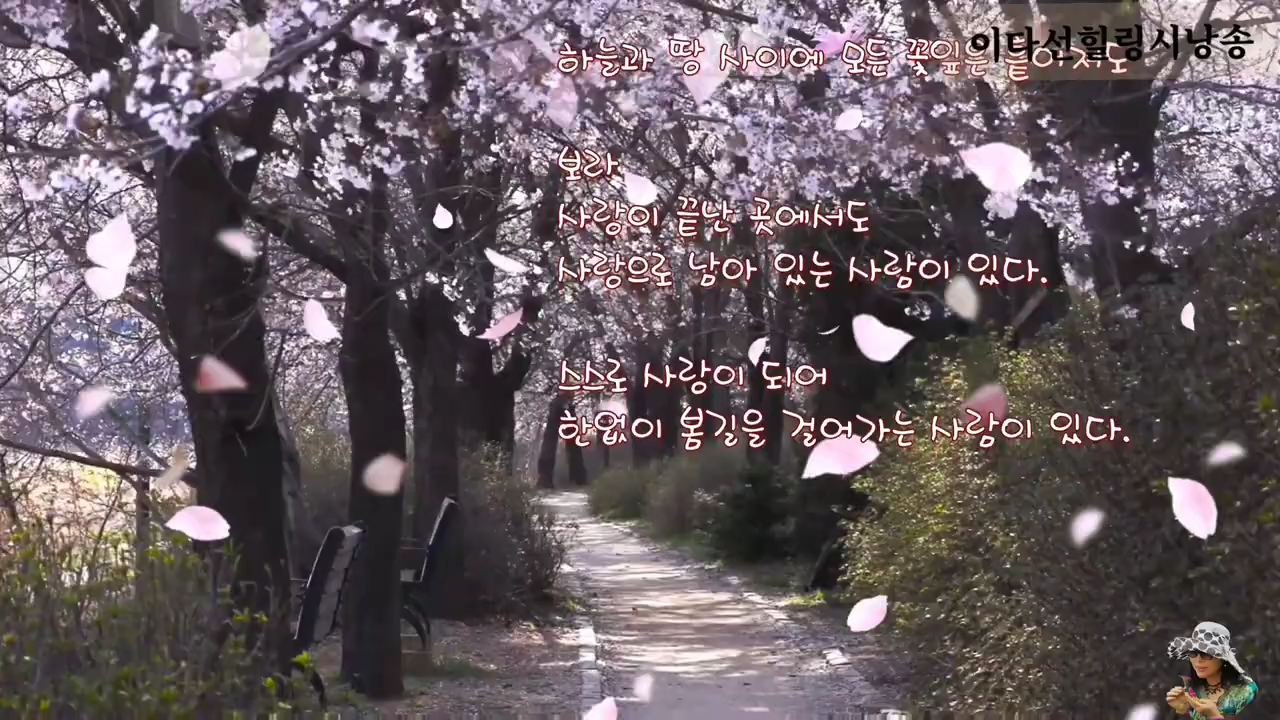 하늘과 땅 사이에 모든 꽃잎은
이다선힐링시낭송
보라
사랑이 끝난 곳에서도
사랑으로 남아 있는 사람이 있다.
스스로 사랑이 되어
한없이 봄길을 걸어가는 사람이 있다.